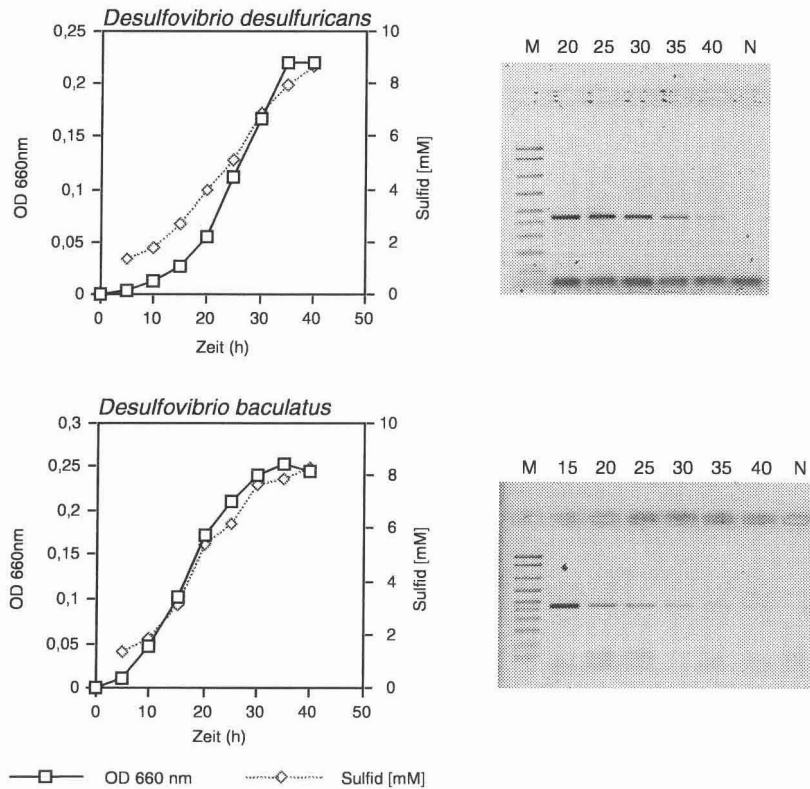 Desulfovibrio desulfuricans
0,25
0,2
0,15
0,1
0,05
0
OD 660nm
10
8
6
4
2
0
Sulfid [mM]
0 10 20 30 40 50
Zeit (h)
M 20 25 30 35 40 N
Desulfovibrio baculatus
0,3
0,25
0,2
0,15
0,1
0,05
0
OD 660nm
10
8
6
4
2
0
Sulfid [mM]
0 10 20 30 40 50
Zeit (h)
M 15 20 25 30 35 40 N
OD 660 nm Sulfid [mM]